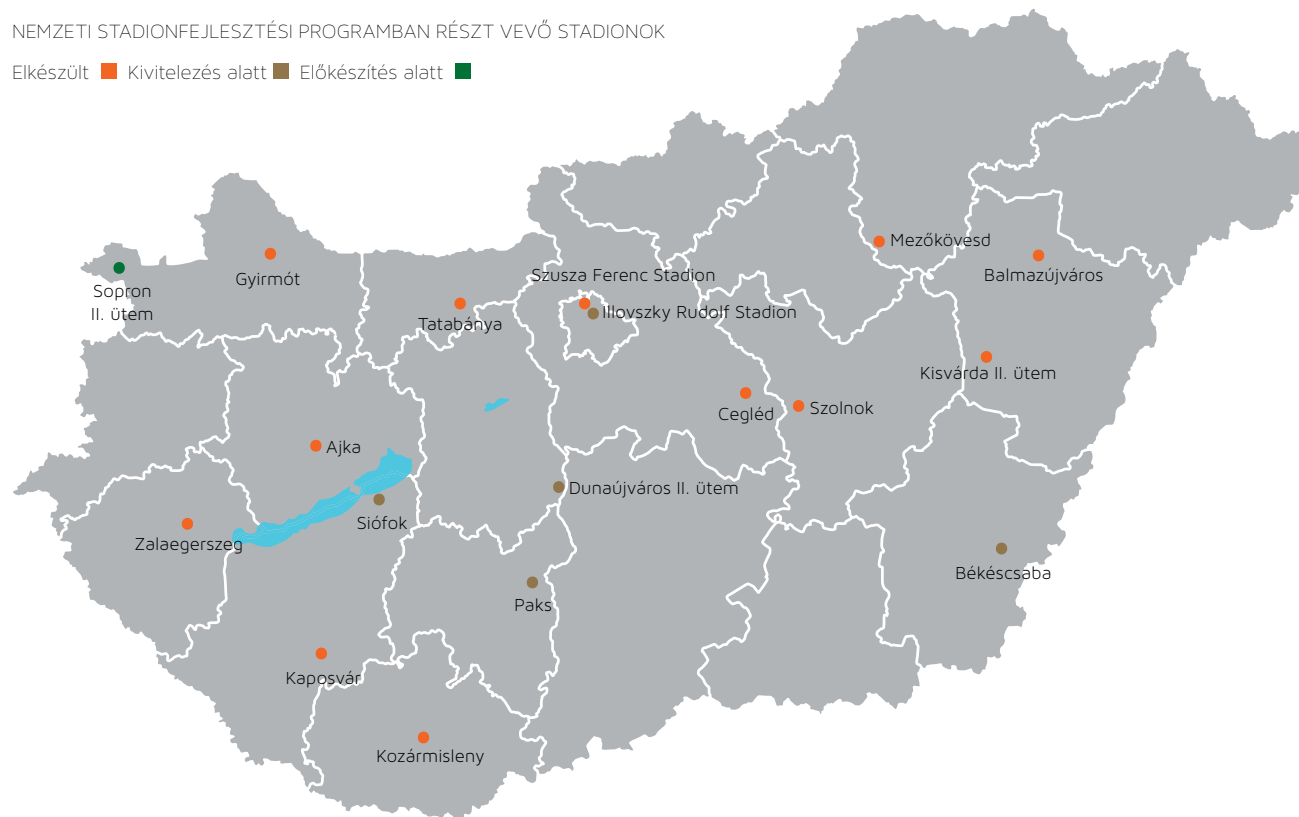 NEMZETI STADIONFEJLESZTÉSI PROGRAMBAN RÉSZT VEVŐ STADIONOK
Elkészült Kivitelezés alatt Előkészítés alatt
Mezőkövesd
Balmazújváros
Gyirmót
Szusza Ferenc Stadion
Sopron
II. ütem
Illovszky Rudolf Stadion
Tatabánya
Kisvárda II. ütem
Cegléd
Szolnok
Ajka
Dunaújváros II. ütem
Siófok
Zalaegerszeg
Békéscsaba
Paks
Kaposvár
Kozármisleny